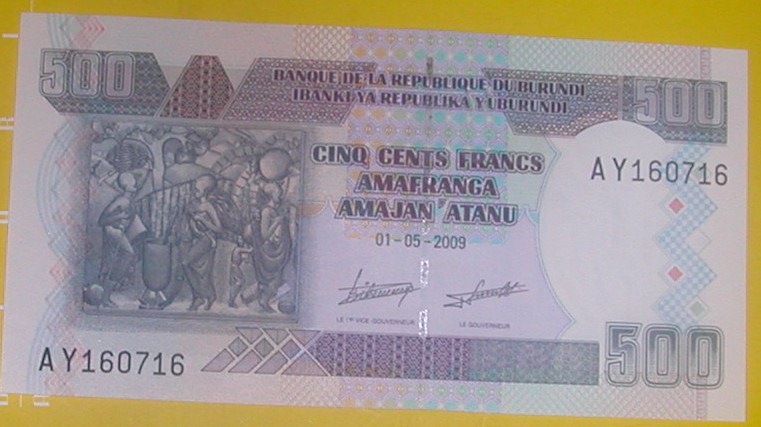 500
BANQUE DE LA REPUBLIQUE DU BURUNDI
IBANKI YA REPUBLIKA Y'UBURUNDI
500
CINQ CENTS FRANCS
AMAFRANGA
AMAJAN 'ATANU
01-05-2009
AY160716
LE 1er VICE-GOUVERNEUR
LE GOUVERNEUR
AY160716
500